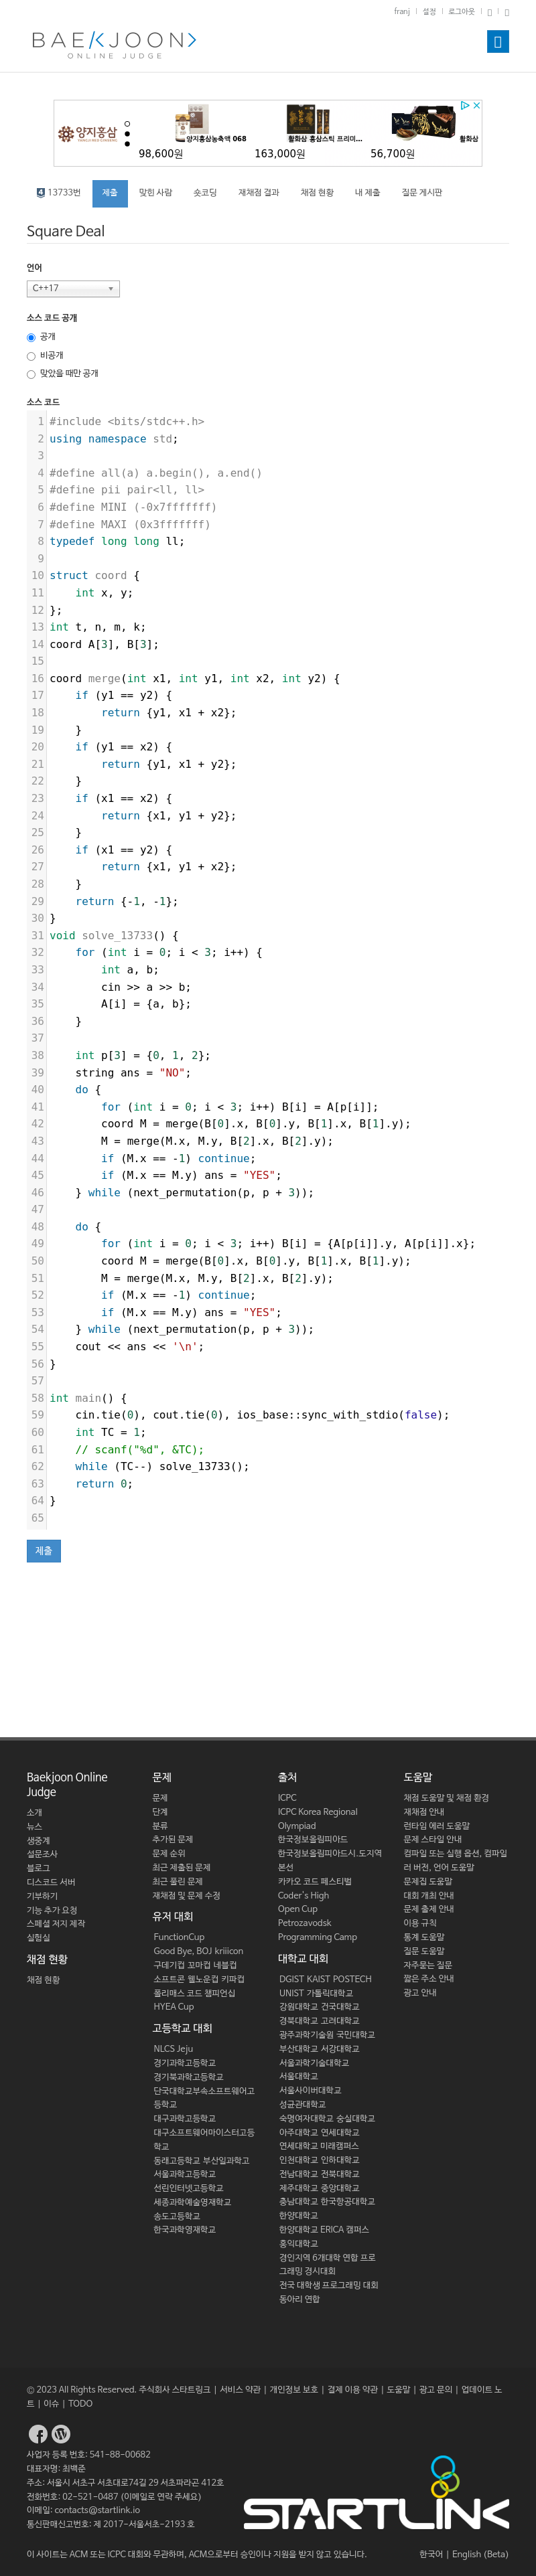 franj | 설정 | 로그아웃 | |
BAEKJOON
ONLINE JUDGE
양지홍삼
양지홍삼농축액 068
98,600원
활화삼 홍삼스틱 프리미...
163,000원
활화삼
56,700원
13733번 제출 맞힌 사람 숏코딩 재채점 결과 채점 현황 내 제출 질문 게시판
Square Deal
언어
C++17
소스 코드 공개
공개
비공개
맞았을 때만 공개
소스 코드
1 #include <bits/stdc++.h>
2 using namespace std;
3
4 #define all(a) a.begin(), a.end()
5 #define pii pair<ll, ll>
6 #define MINI (-0x7fffffff)
7 #define MAXI (0x3fffffff)
8 typedef long long ll;
9
10 struct coord {
11     int x, y;
12 };
13 int t, n, m, k;
14 coord A[3], B[3];
15
16 coord merge(int x1, int y1, int x2, int y2) {
17     if (y1 == y2) {
18         return {y1, x1 + x2};
19     }
20     if (y1 == x2) {
21         return {y1, x1 + y2};
22     }
23     if (x1 == x2) {
24         return {x1, y1 + y2};
25     }
26     if (x1 == y2) {
27         return {x1, y1 + x2};
28     }
29     return {-1, -1};
30 }
31 void solve_13733() {
32     for (int i = 0; i < 3; i++) {
33         int a, b;
34         cin >> a >> b;
35         A[i] = {a, b};
36     }
37
38     int p[3] = {0, 1, 2};
39     string ans = "NO";
40     do {
41         for (int i = 0; i < 3; i++) B[i] = A[p[i]];
42         coord M = merge(B[0].x, B[0].y, B[1].x, B[1].y);
43         M = merge(M.x, M.y, B[2].x, B[2].y);
44         if (M.x == -1) continue;
45         if (M.x == M.y) ans = "YES";
46     } while (next_permutation(p, p + 3));
47
48     do {
49         for (int i = 0; i < 3; i++) B[i] = {A[p[i]].y, A[p[i]].x};
50         coord M = merge(B[0].x, B[0].y, B[1].x, B[1].y);
51         M = merge(M.x, M.y, B[2].x, B[2].y);
52         if (M.x == -1) continue;
53         if (M.x == M.y) ans = "YES";
54     } while (next_permutation(p, p + 3));
55     cout << ans << '\n';
56 }
57
58 int main() {
59     cin.tie(0), cout.tie(0), ios_base::sync_with_stdio(false);
60     int TC = 1;
61     // scanf("%d", &TC);
62     while (TC--) solve_13733();
63     return 0;
64 }
65
제출
Baekjoon Online
Judge
소개
뉴스
생중계
설문조사
블로그
디스코드 서버
기부하기
기능 추가 요청
스페셜 저지 제작
실험실
채점 현황
채점 현황
문제
문제
단계
분류
추가된 문제
문제 순위
최근 제출된 문제
최근 풀린 문제
재채점 및 문제 수정
유저 대회
FunctionCup
Good Bye, BOJ kriiicon
구데기컵 꼬마컵 네블컵
소프트콘 웰노운컵 키파컵
폴리매스 코드 챔피언십
HYEA Cup
고등학교 대회
NLCS Jeju
경기과학고등학교
경기북과학고등학교
단국대학교부속소프트웨어고
등학교
대구과학고등학교
대구소프트웨어마이스터고등
학교
동래고등학교 부산일과학고
서울과학고등학교
선린인터넷고등학교
세종과학예술영재학교
송도고등학교
한국과학영재학교
출처
ICPC
ICPC Korea Regional
Olympiad
한국정보올림피아드
한국정보올림피아드시.도지역
본선
카카오 코드 페스티벌
Coder's High
Open Cup
Petrozavodsk
Programming Camp
대학교 대회
DGIST KAIST POSTECH
UNIST 가톨릭대학교
강원대학교 건국대학교
경북대학교 고려대학교
광주과학기술원 국민대학교
부산대학교 서강대학교
서울과학기술대학교
서울대학교
서울사이버대학교
성균관대학교
숙명여자대학교 숭실대학교
아주대학교 연세대학교
연세대학교 미래캠퍼스
인천대학교 인하대학교
전남대학교 전북대학교
제주대학교 중앙대학교
충남대학교 한국항공대학교
한양대학교
한양대학교 ERICA 캠퍼스
홍익대학교
경인지역 6개대학 연합 프로
그래밍 경시대회
전국 대학생 프로그래밍 대회
동아리 연합
도움말
채점 도움말 및 채점 환경
재채점 안내
런타임 에러 도움말
문제 스타일 안내
컴파일 또는 실행 옵션, 컴파일
러 버전, 언어 도움말
문제집 도움말
대회 개최 안내
문제 출제 안내
이용 규칙
통계 도움말
질문 도움말
자주묻는 질문
짧은 주소 안내
광고 안내
© 2023 All Rights Reserved. 주식회사 스타트링크 | 서비스 약관 | 개인정보 보호 | 결제 이용 약관 | 도움말 | 광고 문의 | 업데이트 노
트 | 이슈 | TODO
사업자 등록 번호: 541-88-00682
대표자명: 최백준
주소: 서울시 서초구 서초대로74길 29 서초파라곤 412호
전화번호: 02-521-0487 (이메일로 연락 주세요)
이메일: contacts@startlink.io
통신판매신고번호: 제 2017-서울서초-2193 호
STARTLINK
이 사이트는 ACM 또는 ICPC 대회와 무관하며, ACM으로부터 승인이나 지원을 받지 않고 있습니다.
한국어 | English (Beta)